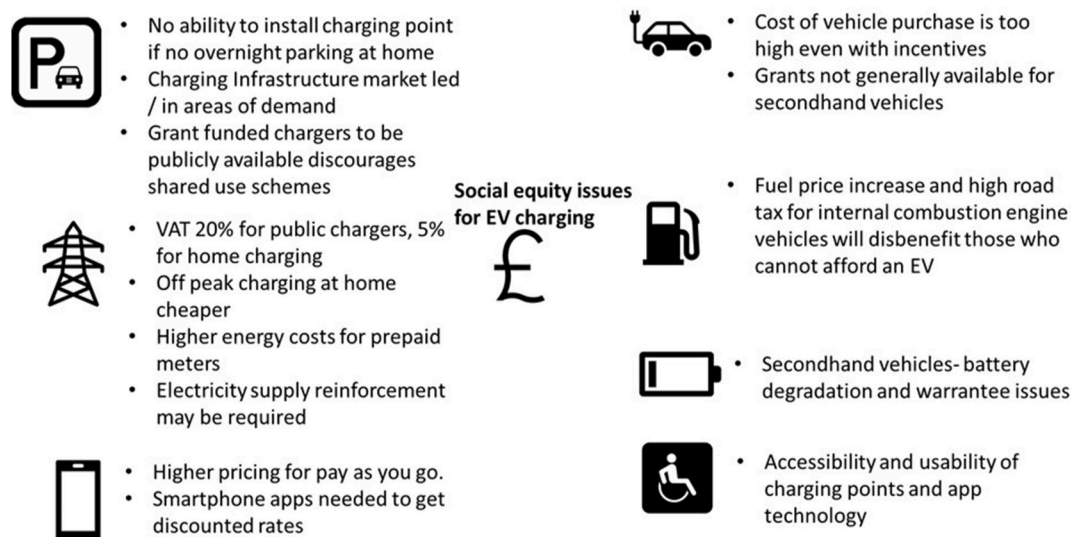 P
• No ability to install charging point
if no overnight parking at home
• Charging Infrastructure market led
/ in areas of demand
• Grant funded chargers to be
publicly available discourages
shared use schemes
• VAT 20% for public chargers, 5%
for home charging
• Off peak charging at home
cheaper
• Higher energy costs for prepaid
meters
• Electricity supply reinforcement
may be required
• Higher pricing for pay as you go.
• Smartphone apps needed to get
discounted rates
Social equity issues
for EV charging
£
• Cost of vehicle purchase is too
high even with incentives
• Grants not generally available for
secondhand vehicles
• Fuel price increase and high road
tax for internal combustion engine
vehicles will disbenefit those who
cannot afford an EV
• Secondhand vehicles- battery
degradation and warrantee issues
• Accessibility and usability of
charging points and app
technology